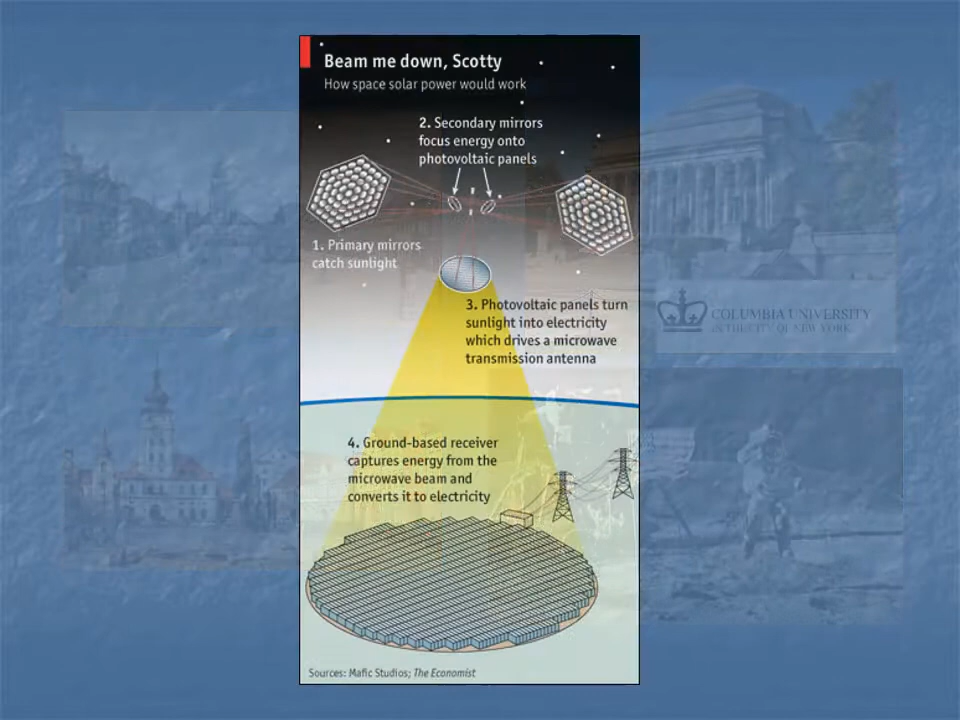 Beam me down, Scotty
How space solar power would work
2. Secondary mirrors
focus energy onto
photovoltaic panels
1. Primary mirrors
catch sunlight
3. Photovoltaic panels turn
sunlight into electricity
which drives a microwave
transmission antenna
COLUMBIA UNIVERSITY
IN THE CITY OF NEW YORK
4. Ground-based receiver
captures energy from the
microwave beam and
converts it to electricity
Sources: Mafic Studios; The Economist